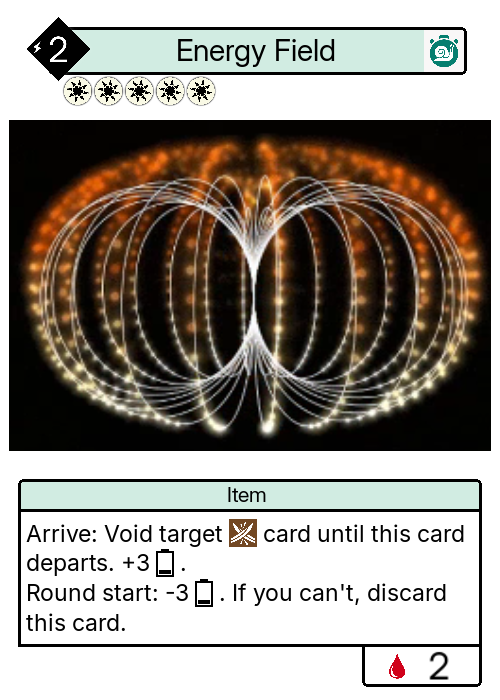 2
Energy Field
Item
Arrive: Void target card until this card
departs. +3 .
Round start: -3 . If you can't, discard
this card.
2